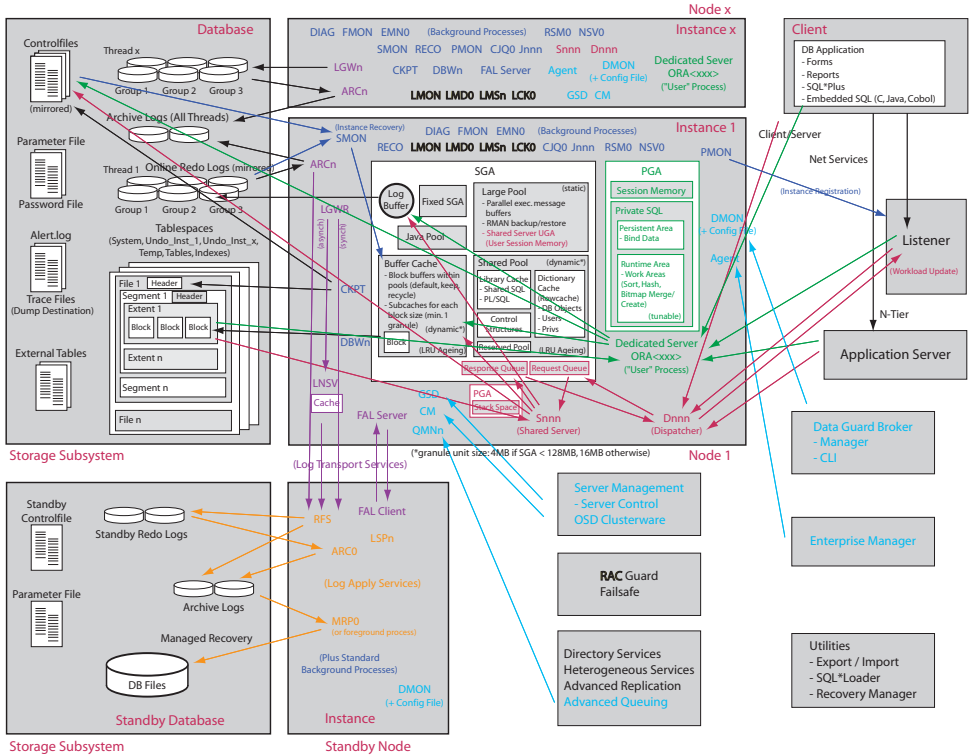 Node x
Database
Controlfiles
(mirrored)
Thread x
Group 1 Group 2 Group 3
Archive Logs (All Threads)
Parameter File
Password File
Online Redo Logs (mirrored)
Thread 1
Group 1 Group 2 Group 3
Alert.log
Trace Files
(Dump Destination)
External Tables
Tablespaces
(System, Undo_Inst_1, Undo_Inst_x,
Temp, Tables, Indexes)
File 1 Header
Segment 1 Header
Extent 1
Block Block Block
Extent n
Segment n
File n
Storage Subsystem
Instance x
DIAG FMON EMN0 (Background Processes) RSM0 NSV0
SMON RECO PMON CJQ0 Jnnn Snnn Dnnn
LGWn CKPT DBWn FAL Server Agent DMON
(+ Config File)
Dedicated Sever
ORA<xxx>
("User" Process)
ARCn LMON LMD0 LMSn LCK0 GSD CM
Client
DB Application
- Forms
- Reports
- SQL*Plus
- Embedded SQL (C, Java, Cobol)
Client/Server
Net Services
Instance 1
(Instance Recovery) DIAG FMON EMN0 (Background Processes)
SMON RECO LMON LMD0 LMSn LCK0 CJQ0 Jnnn RSM0 NSV0
PMON
(Instance Registration)
ARCn
LGWR
(asynch)
(synch)
CKPT
DBWn
LNSV
Cache
SGA
Log
Buffer
Fixed SGA
Java Pool
Large Pool (static)
- Parallel exec. message
buffers
- RMAN backup/restore
- Shared Server UGA
(User Session Memory)
Buffer Cache
- Block buffers within
pools (default, keep,
recycle)
- Subcaches for each
block size (min. 1
granule)
(dynamic*)
Block
(LRU Ageing)
Shared Pool (dynamic*)
Library Cache
- Shared SQL
- PL/SQL
Control
Structures
Reserved Pool
Dictionary
Cache
(Rowcache)
- DB Objects
- Users
- Privs
(LRU Ageing)
Response Queue Request Queue
PGA
Session Memory
Private SQL
Persistent Area
- Bind Data
Runtime Area
- Work Areas
(Sort, Hash,
Bitmap Merge/
Create)
(tunable)
DMON
(+ Config File)
Agent
Dedicated Server
ORA<xxx>
("User" Process)
PGA
Stack Space
Snnn
(Shared Server)
Dnnn
(Dispatcher)
GSD
CM
QMNn
FAL Server
(*granule unit size: 4MB if SGA < 128MB, 16MB otherwise)
Node 1
(Log Transport Services)
Listener
(Workload Update)
N-Tier
Application Server
Data Guard Broker
- Manager
- CLI
Enterprise Manager
Utilities
- Export / Import
- SQL*Loader
- Recovery Manager
Server Management
- Server Control
OSD Clusterware
RAC Guard
Failsafe
Directory Services
Heterogeneous Services
Advanced Replication
Advanced Queuing
Standby
Controlfile
Parameter File
Standby Redo Logs
Archive Logs
Managed Recovery
DB Files
Standby Database
Storage Subsystem
RFS
FAL Client
LSPn
ARC0
(Log Apply Services)
MRP0
(or foreground process)
(Plus Standard
Background Processes)
DMON
(+ Config File)
Instance
Standby Node